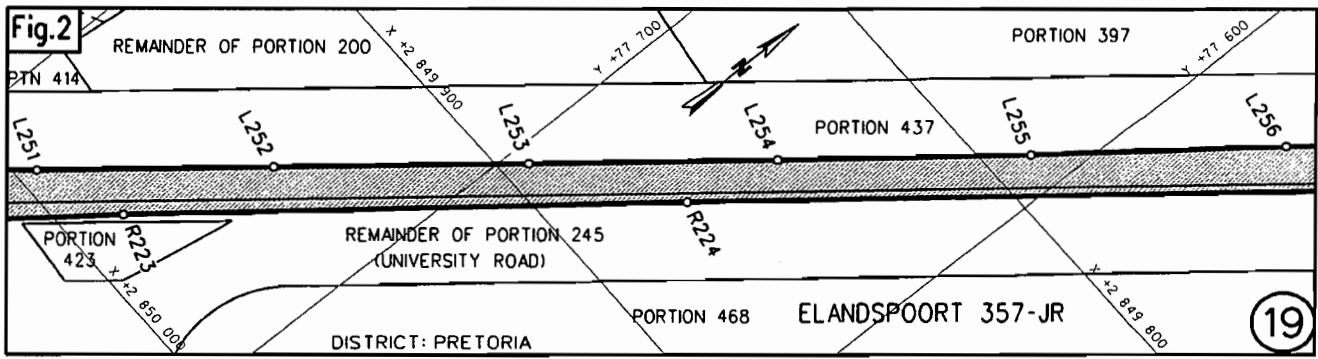 Fig.2
REMAINDER OF PORTION 200
PTN 414
X +2 849 900
Y +77 700
N
PORTION 397
Y +77 600
L251
L252
L253
L254
PORTION 437
L255
L256
PORTION
423
R223
X +2 850 000
REMAINDER OF PORTION 245
(UNIVERSITY ROAD)
R224
PORTION 468
ELANDSPOORT 357-JR
X +2 849 800
DISTRICT: PRETORIA
19